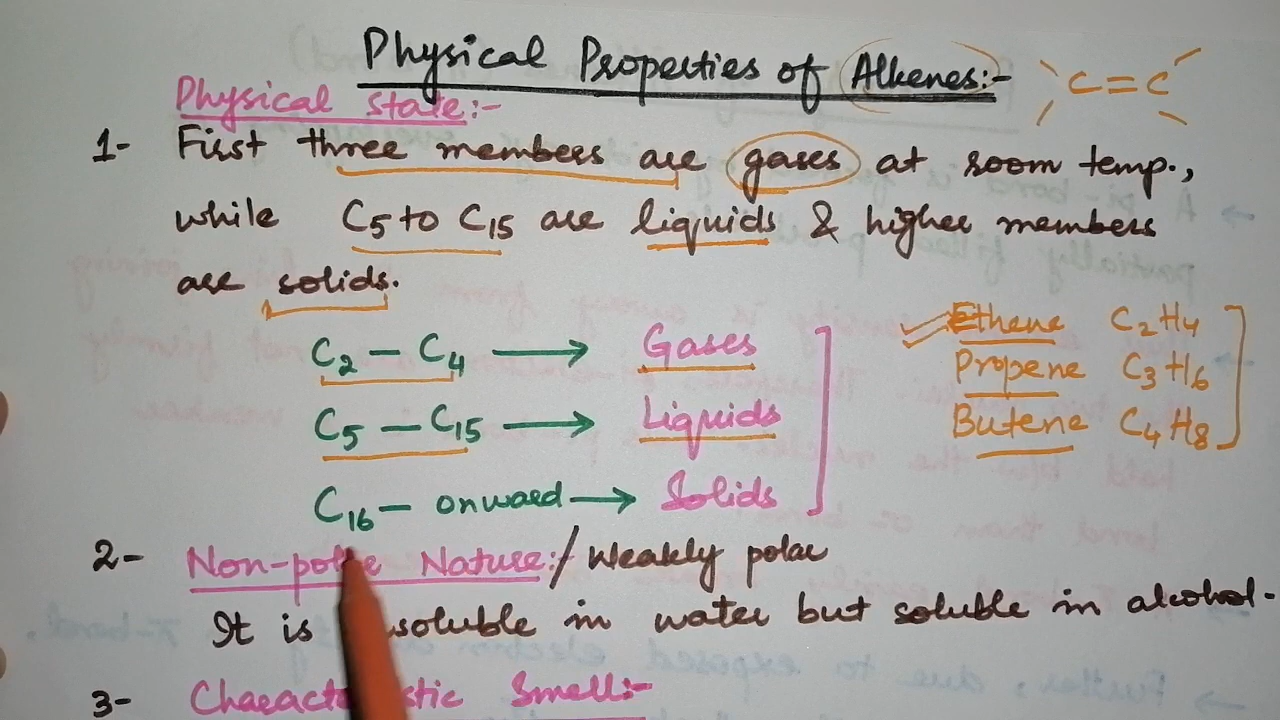 Physical Properties of Alkenes:-
C=C
Physical state:-
1- First three members are gases at room temp.,
while C5 to C15 are liquids & higher members
are solids.
C2 – C4 → Gases
C5 – C15 → Liquids
C16 – onward → Solids
Ethene C2H4
Propene C3H6
Butene C4H8
2- Non-polar Nature:-/ Weakly polar
It is soluble in water but soluble in alcohol.
3- Characteristic Smell:-